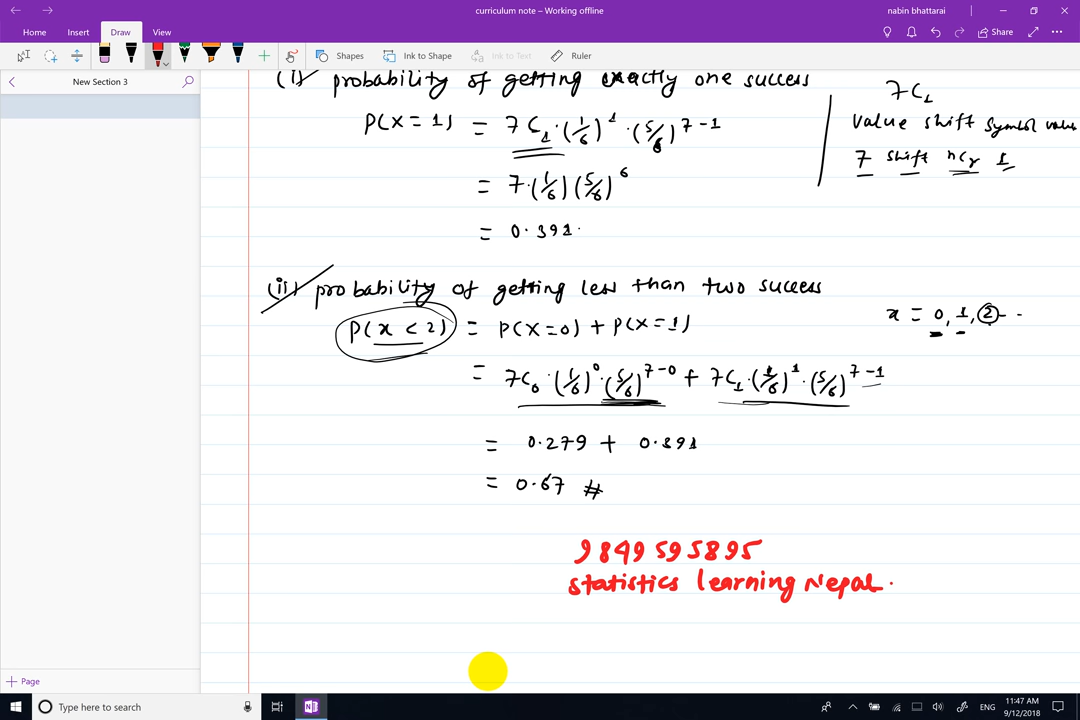 curriculum note – Working offline
nabin bhattarai
Home Insert Draw View
Share
Shapes Ink to Shape Ink to Text Ruler
New Section 3
(i) probability of getting exactly one success
P(X = 1) = 7C₁ · (1/6)¹ · (5/6)⁷⁻¹
= 7 · (1/6) (5/6)⁶
= 0.391.
7C₁
value shift symbol value
7 shift nCr 1
(ii) probability of getting less than two success
P(x < 2) = P(X=0) + P(X=1)
x = 0, 1, 2 - -
= 7C₀ · (1/6)⁰ · (5/6)⁷⁻⁰ + 7C₁ · (1/6)¹ · (5/6)⁷⁻¹
= 0.279 + 0.391
= 0.67 #
9849595895
statistics learning Nepal.
Page
Type here to search
ENG
11:47 AM
9/12/2018